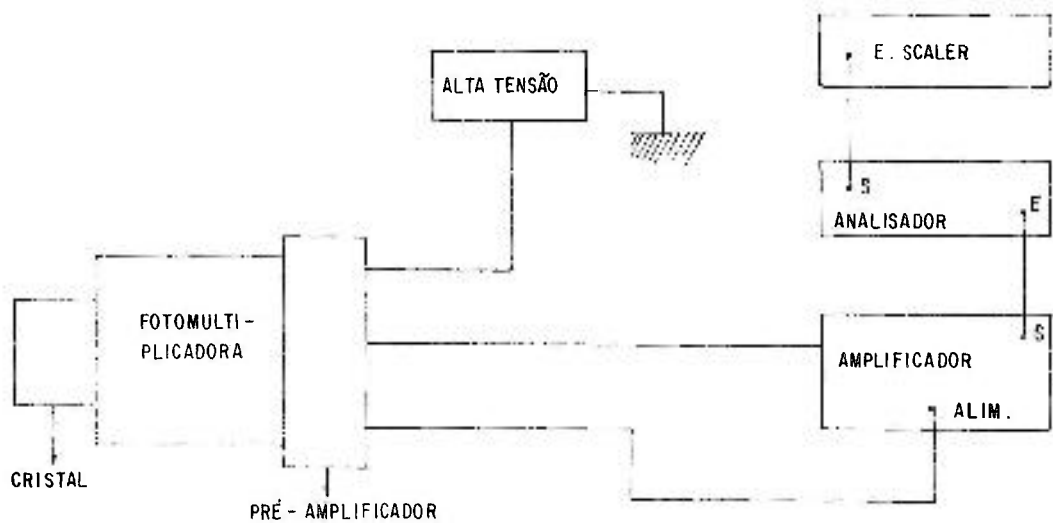 E. SCALER
ALTA TENSÃO
S
E
ANALISADOR
FOTOMULTI-
PLICADORA
S
AMPLIFICADOR
ALIM.
CRISTAL
PRÉ-AMPLIFICADOR